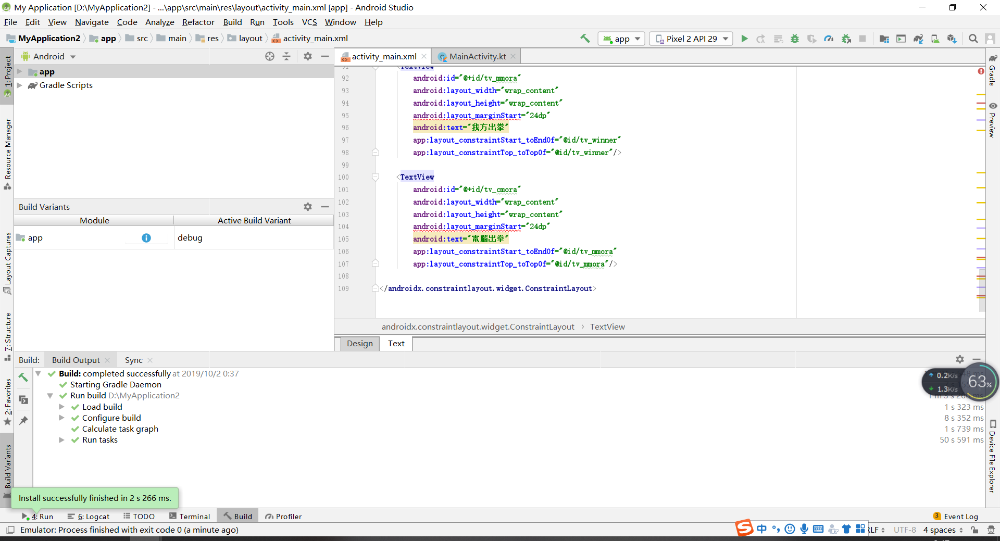 My Application [D:\MyApplication2] - ...\app\src\main\res\layout\activity_main.xml [app] - Android Studio
File Edit View Navigate Code Analyze Refactor Build Run Tools VCS Window Help
MyApplication2 app src main res layout activity_main.xml
app Pixel 2 API 29
Android
activity_main.xml MainActivity.kt
1: Project
Resource Manager
Layout Captures
7: Structure
2: Favorites
Build Variants
app
Gradle Scripts
Build Variants
Module Active Build Variant
app debug
91 <TextView
92 android:id="@+id/tv_mmora"
93 android:layout_width="wrap_content"
94 android:layout_height="wrap_content"
95 android:layout_marginStart="24dp"
96 android:text="我方出拳"
97 app:layout_constraintStart_toEndOf="@id/tv_winner"
98 app:layout_constraintTop_toTopOf="@id/tv_winner"/>
99
100 <TextView
101 android:id="@+id/tv_cmora"
102 android:layout_width="wrap_content"
103 android:layout_height="wrap_content"
104 android:layout_marginStart="24dp"
105 android:text="電腦出拳"
106 app:layout_constraintStart_toEndOf="@id/tv_mmora"
107 app:layout_constraintTop_toTopOf="@id/tv_mmora"/>
108
109 </androidx.constraintlayout.widget.ConstraintLayout>
androidx.constraintlayout.widget.ConstraintLayout › TextView
Design Text
Gradle
Preview
Device File Explorer
Build: Build Output Sync
Build: completed successfully at 2019/10/2 0:37
Starting Gradle Daemon
Run build D:\MyApplication2
Load build 1 s 323 ms
Configure build 8 s 352 ms
Calculate task graph 1 s 739 ms
Run tasks 50 s 591 ms
0.2K/s
1.3K/s
63%
Install successfully finished in 2 s 266 ms.
4: Run 6: Logcat TODO Terminal Build Profiler 3 Event Log
Emulator: Process finished with exit code 0 (a minute ago)
中 RLF UTF-8 4 spaces